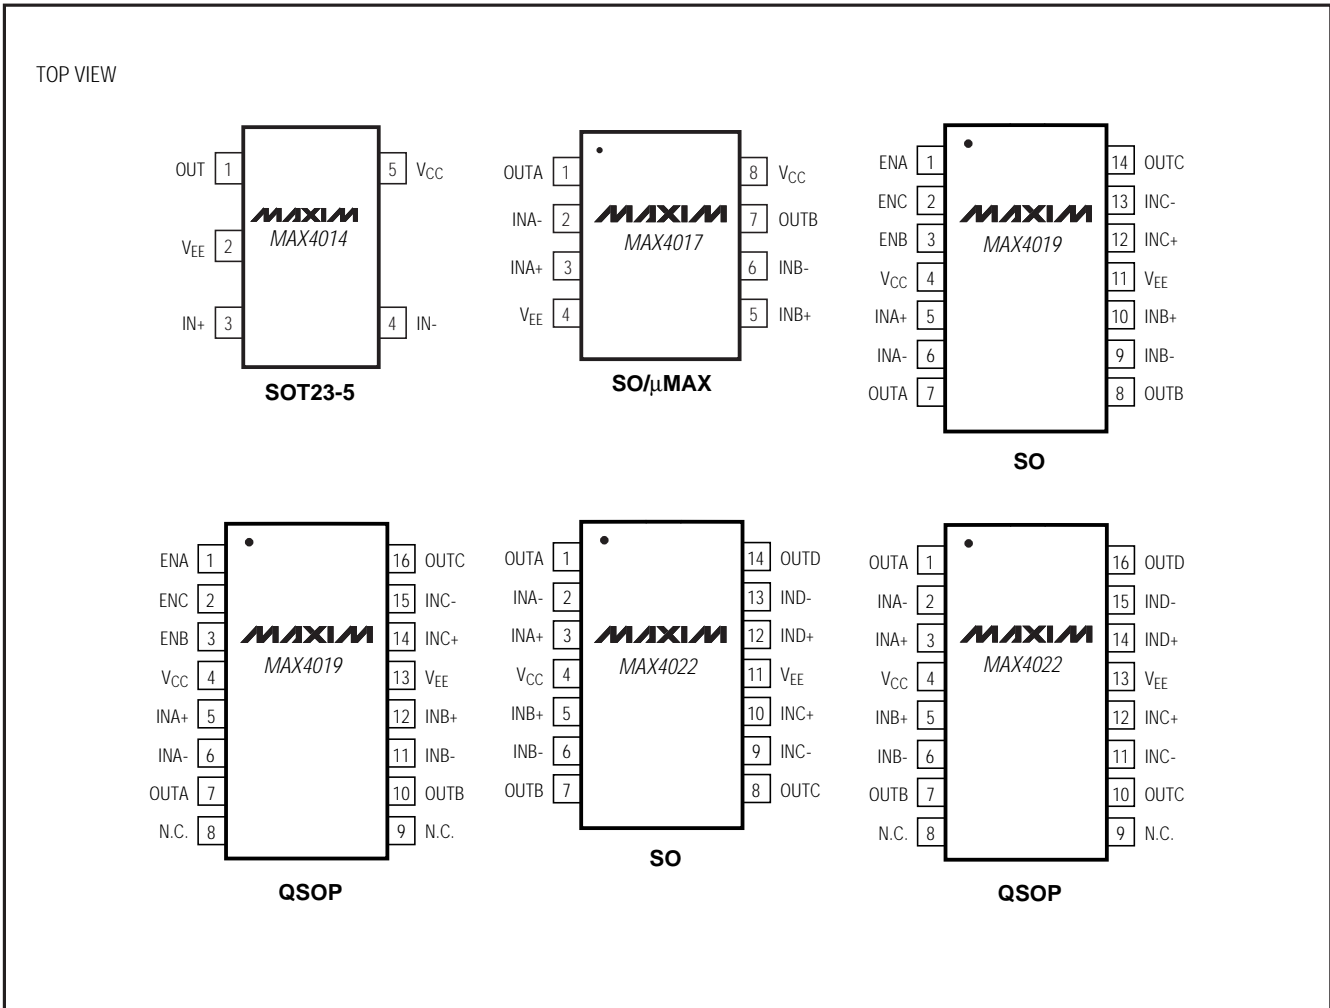 TOP VIEW
OUT 1
5 VCC
VEE 2
IN+ 3
4 IN-
MAXIM
MAX4014
SOT23-5
OUTA 1
8 VCC
INA- 2
7 OUTB
INA+ 3
6 INB-
VEE 4
5 INB+
MAXIM
MAX4017
SO/µMAX
ENA 1
14 OUTC
ENC 2
13 INC-
ENB 3
12 INC+
VCC 4
11 VEE
INA+ 5
10 INB+
INA- 6
9 INB-
OUTA 7
8 OUTB
MAXIM
MAX4019
SO
ENA 1
16 OUTC
ENC 2
15 INC-
ENB 3
14 INC+
VCC 4
13 VEE
INA+ 5
12 INB+
INA- 6
11 INB-
OUTA 7
10 OUTB
N.C. 8
9 N.C.
MAXIM
MAX4019
QSOP
OUTA 1
14 OUTD
INA- 2
13 IND-
INA+ 3
12 IND+
VCC 4
11 VEE
INB+ 5
10 INC+
INB- 6
9 INC-
OUTB 7
8 OUTC
MAXIM
MAX4022
SO
OUTA 1
16 OUTD
INA- 2
15 IND-
INA+ 3
14 IND+
VCC 4
13 VEE
INB+ 5
12 INC+
INB- 6
11 INC-
OUTB 7
10 OUTC
N.C. 8
9 N.C.
MAXIM
MAX4022
QSOP